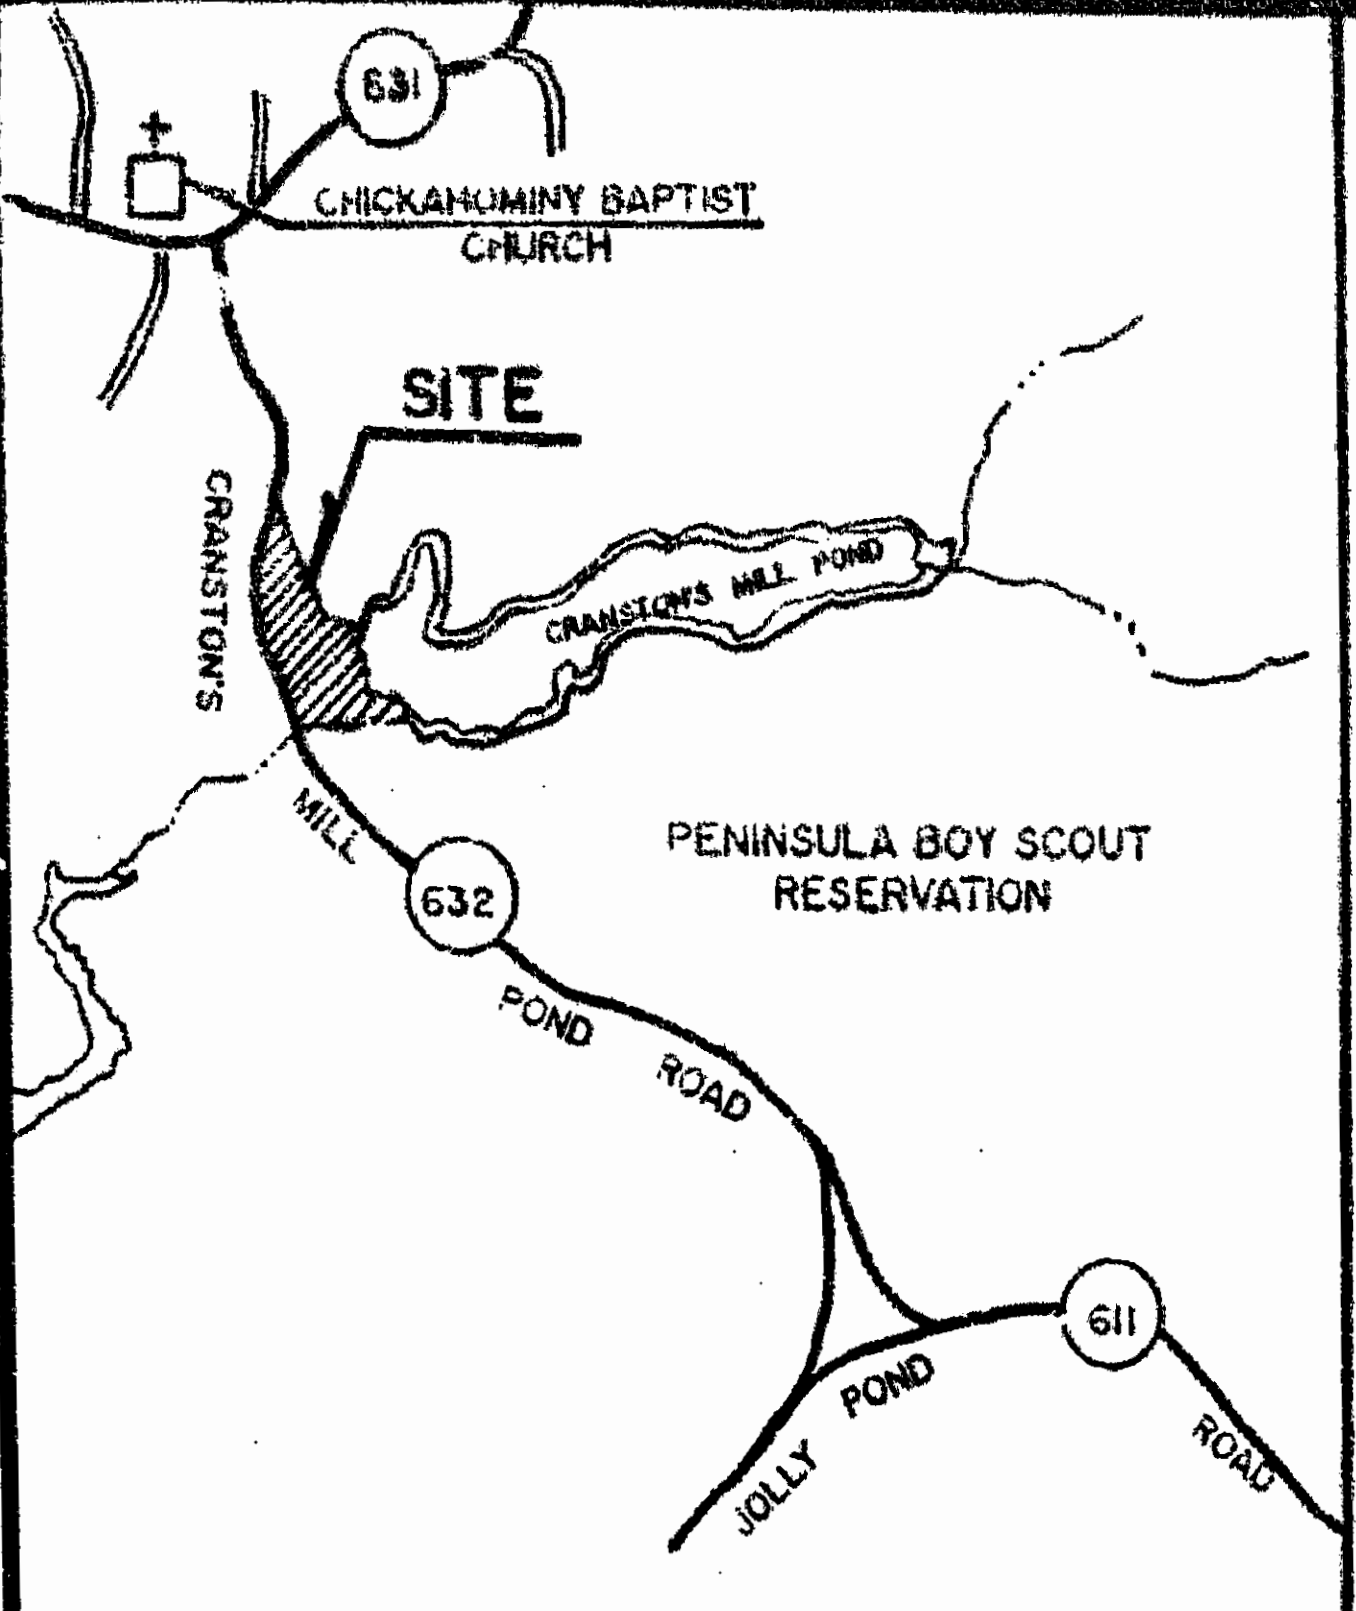 631
CHICKAHOMINY BAPTIST
CHURCH
SITE
CRANSTON'S
CRANSTON'S MILL POND
MILL
632
PENINSULA BOY SCOUT
RESERVATION
POND
ROAD
611
POND
ROAD
JOLLY